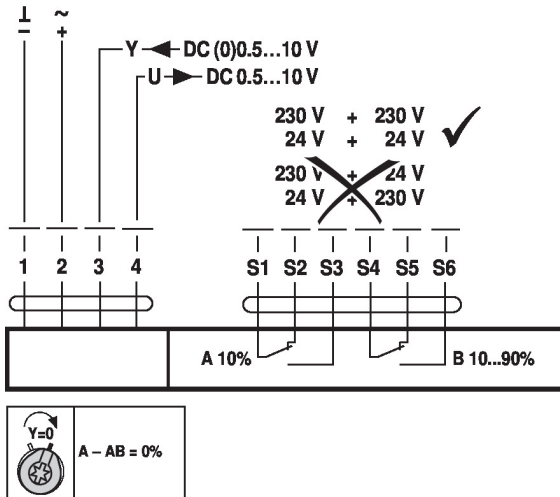 ⊥ ~
– +
Y ◄ DC (0)0.5...10 V
U ► DC 0.5...10 V
230 V + 230 V
24 V + 24 V ✓
230 V + 24 V
24 V + 230 V
1 2 3 4 S1 S2 S3 S4 S5 S6
A 10% B 10...90%
Y=0
A – AB = 0%